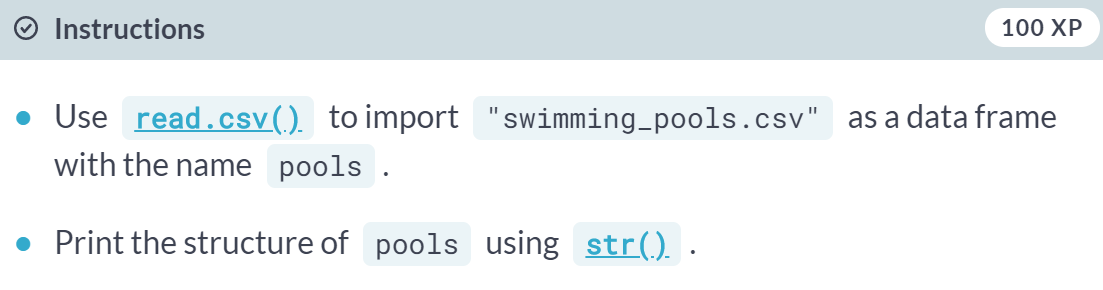 Instructions 100 XP
Use read.csv() to import "swimming_pools.csv" as a data frame
with the name pools .
Print the structure of pools using str() .